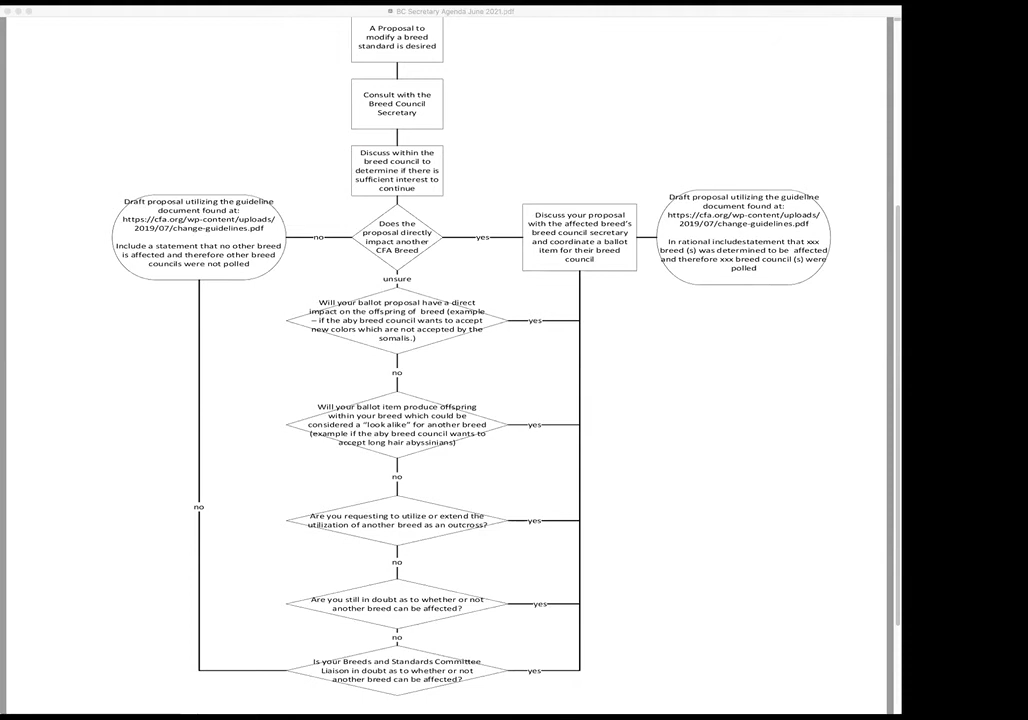 BC Secretary Agenda June 2021.pdf
A Proposal to
modify a breed
standard is desired
Consult with the
Breed Council
Secretary
Discuss within the
breed council to
determine if there is
sufficient interest to
continue
Draft proposal utilizing the guideline
document found at:
https://cfa.org/wp-content/uploads/
2019/07/change-guidelines.pdf
Include a statement that no other breed
is affected and therefore other breed
councils were not polled
no
Does the
proposal directly
impact another
CFA Breed
yes
Discuss your proposal
with the affected breed's
breed council secretary
and coordinate a ballot
item for their breed
council
Draft proposal utilizing the guideline
document found at:
https://cfa.org/wp-content/uploads/
2019/07/change-guidelines.pdf
In rational includestatement that xxx
breed (s) was determined to be affected
and therefore xxx breed council (s) were
polled
unsure
Will your ballot proposal have a direct
impact on the offspring of breed (example
– if the aby breed council wants to accept
new colors which are not accepted by the
somalis.)
yes
no
Will your ballot item produce offspring
within your breed which could be
considered a "look alike" for another breed
(example if the aby breed council wants to
accept long hair abyssinians)
yes
no
Are you requesting to utilize or extend the
utilization of another breed as an outcross?
yes
no
no
Are you still in doubt as to whether or not
another breed can be affected?
yes
no
Is your Breeds and Standards Committee
Liaison in doubt as to whether or not
another breed can be affected?
yes